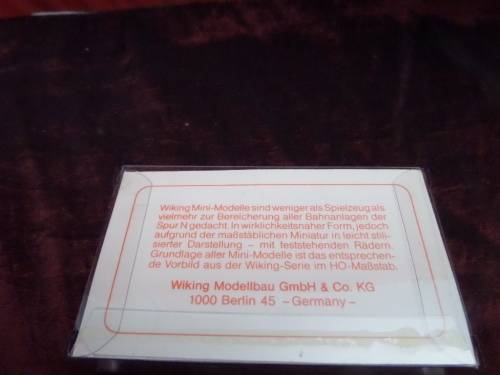 Wiking Mini-Modelle sind weniger als Spielzeug als
vielmehr zur Bereicherung aller Bahnanlagen der
Spur N gedacht. In wirklichkeitsnaher Form, jedoch
aufgrund der maßstäblichen Miniatur in leicht stili-
sierter Darstellung – mit feststehenden Rädern.
Grundlage aller Mini-Modelle ist das entsprechen-
de Vorbild aus der Wiking-Serie im HO-Maßstab.
Wiking Modellbau GmbH & Co. KG
1000 Berlin 45 –Germany–